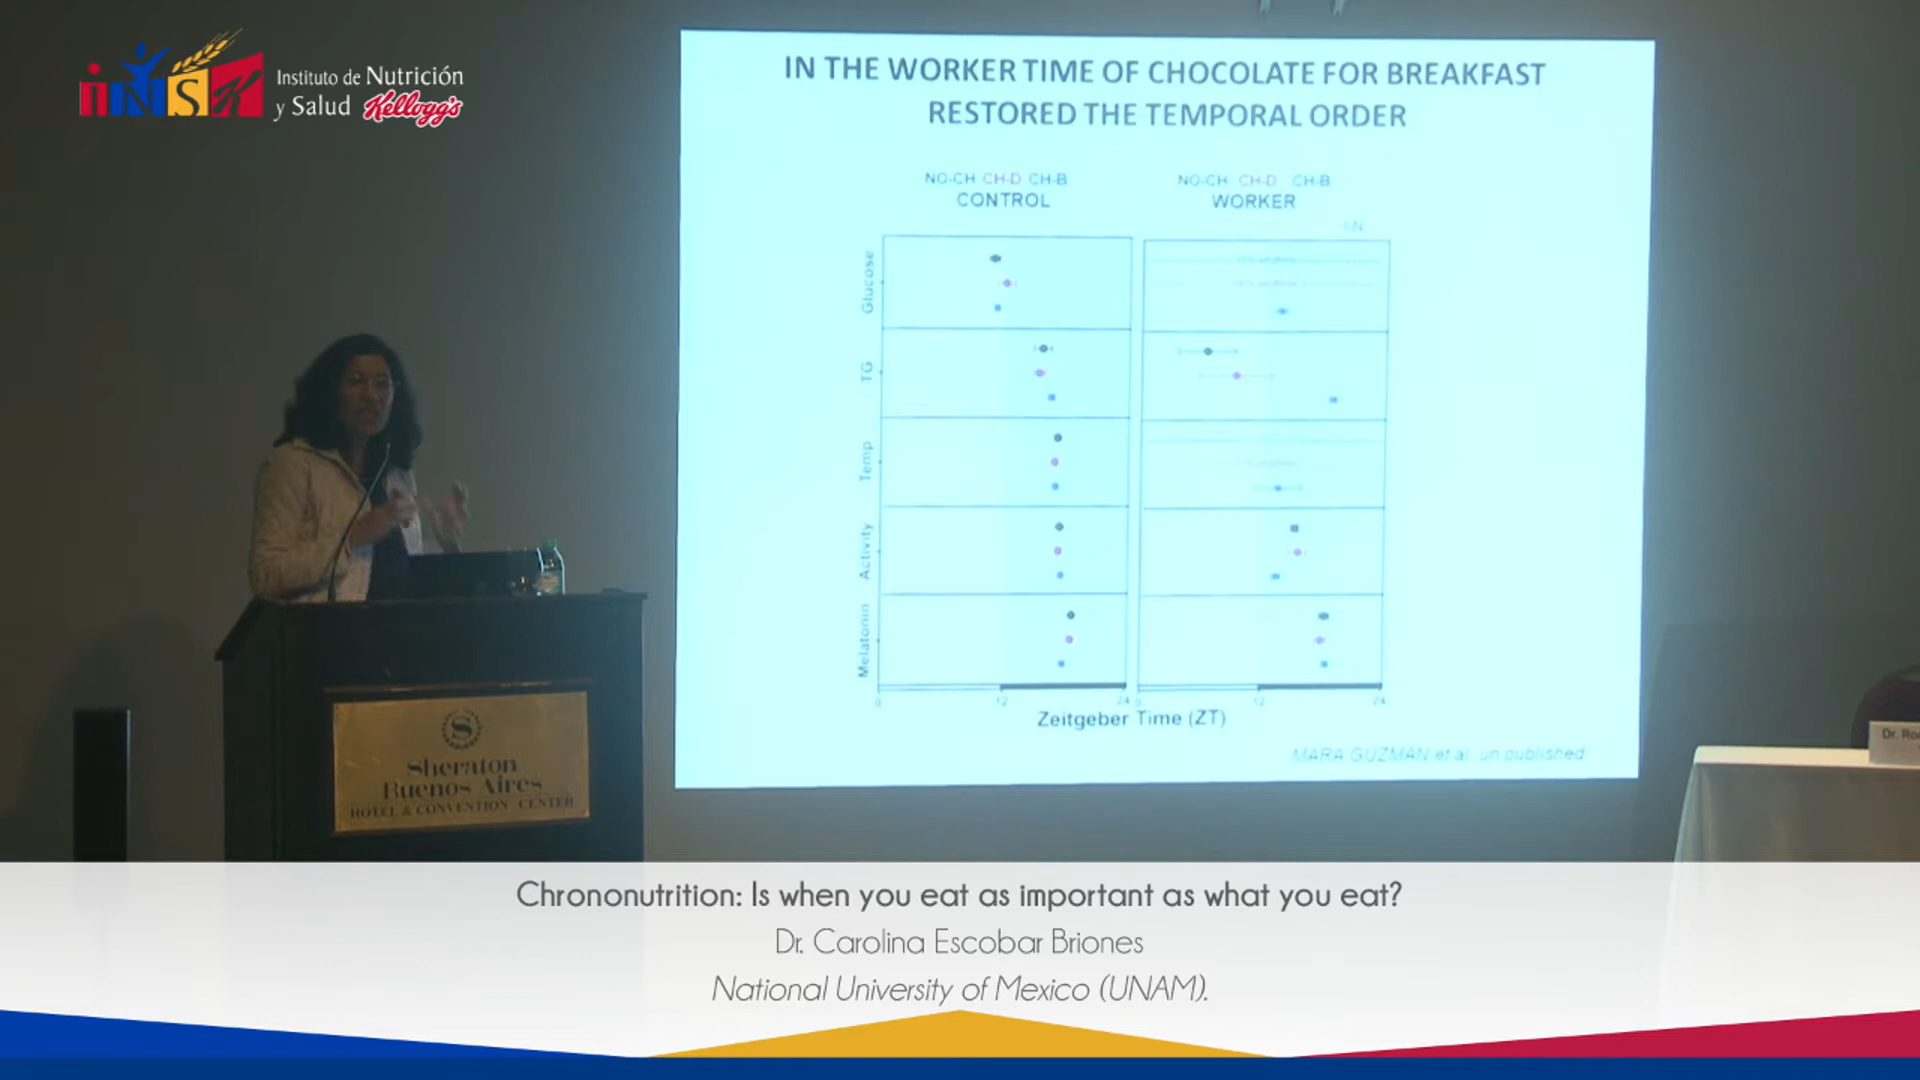 iNSK
Instituto de Nutrición
y Salud Kellogg's
IN THE WORKER TIME OF CHOCOLATE FOR BREAKFAST
RESTORED THE TEMPORAL ORDER
NO-CH CH-D CH-B
CONTROL
NO-CH CH-D CH-B
WORKER
Glucose
TG
Temp
Activity
Melatonin
0 12 24
0 12 24
Zeitgeber Time (ZT)
MARA GUZMAN et al. un published
S
Sheraton
Buenos Aires
HOTEL & CONVENTION CENTER
Dr.
Chrononutrition: Is when you eat as important as what you eat?
Dr. Carolina Escobar Briones
National University of Mexico (UNAM).